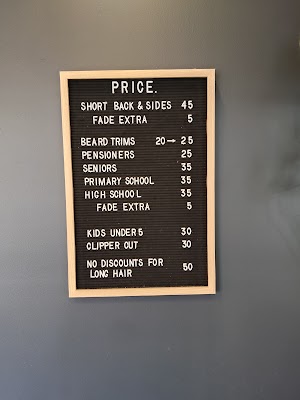 PRICE.
SHORT BACK & SIDES 45
FADE EXTRA 5
BEARD TRIMS 20→25
PENSIONERS 25
SENIORS 35
PRIMARY SCHOOL 35
HIGH SCHOOL 35
FADE EXTRA 5
KIDS UNDER 5 30
CLIPPER CUT 30
NO DISCOUNTS FOR
LONG HAIR 50